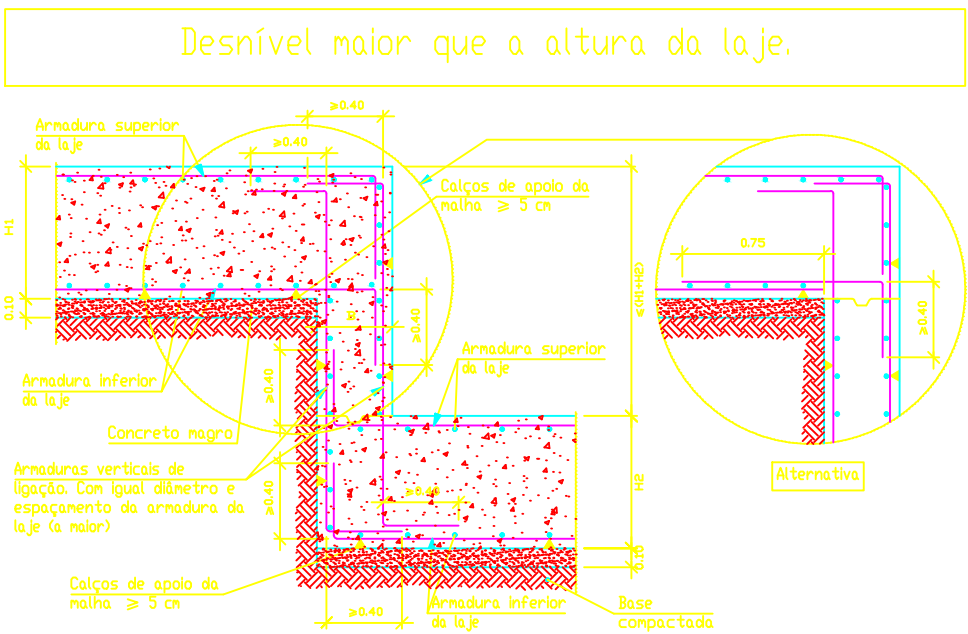 Desnível maior que a altura da laje.
≥0.40
Armadura superior
da laje
≥0.40
Calços de apoio da
malha ≥ 5 cm
H1
0.75
≤(H1+H2)
0.10
≥0.40
≥0.40
Armadura superior
da laje
Armadura inferior
da laje
≥0.40
Concreto magro
Alternativa
Armaduras verticais de
ligação. Com igual diâmetro e
espaçamento da armadura da
laje (a maior)
≥0.40
≥0.40
H2
0.10
Calços de apoio da
malha ≥ 5 cm
≥0.40
Armadura inferior
da laje
Base
compactada